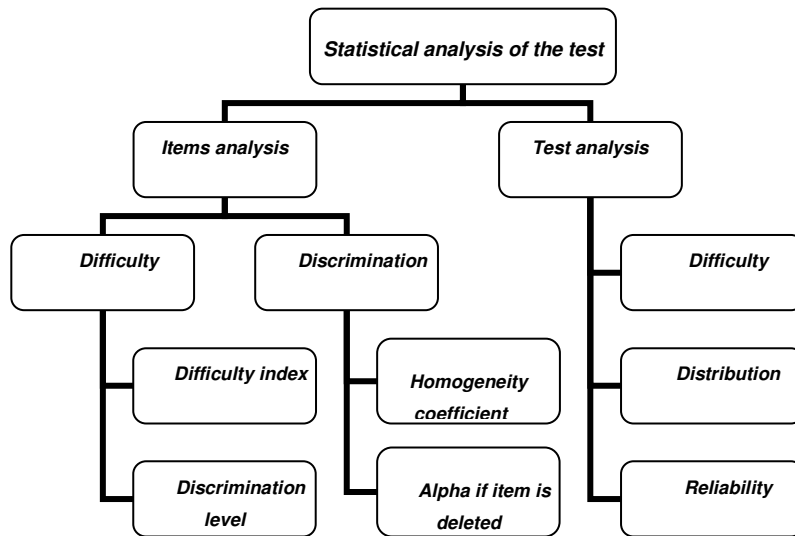 Statistical analysis of the test
Items analysis
Test analysis
Difficulty
Discrimination
Difficulty
Difficulty index
Homogeneity
coefficient
Distribution
Discrimination
level
Alpha if item is
deleted
Reliability